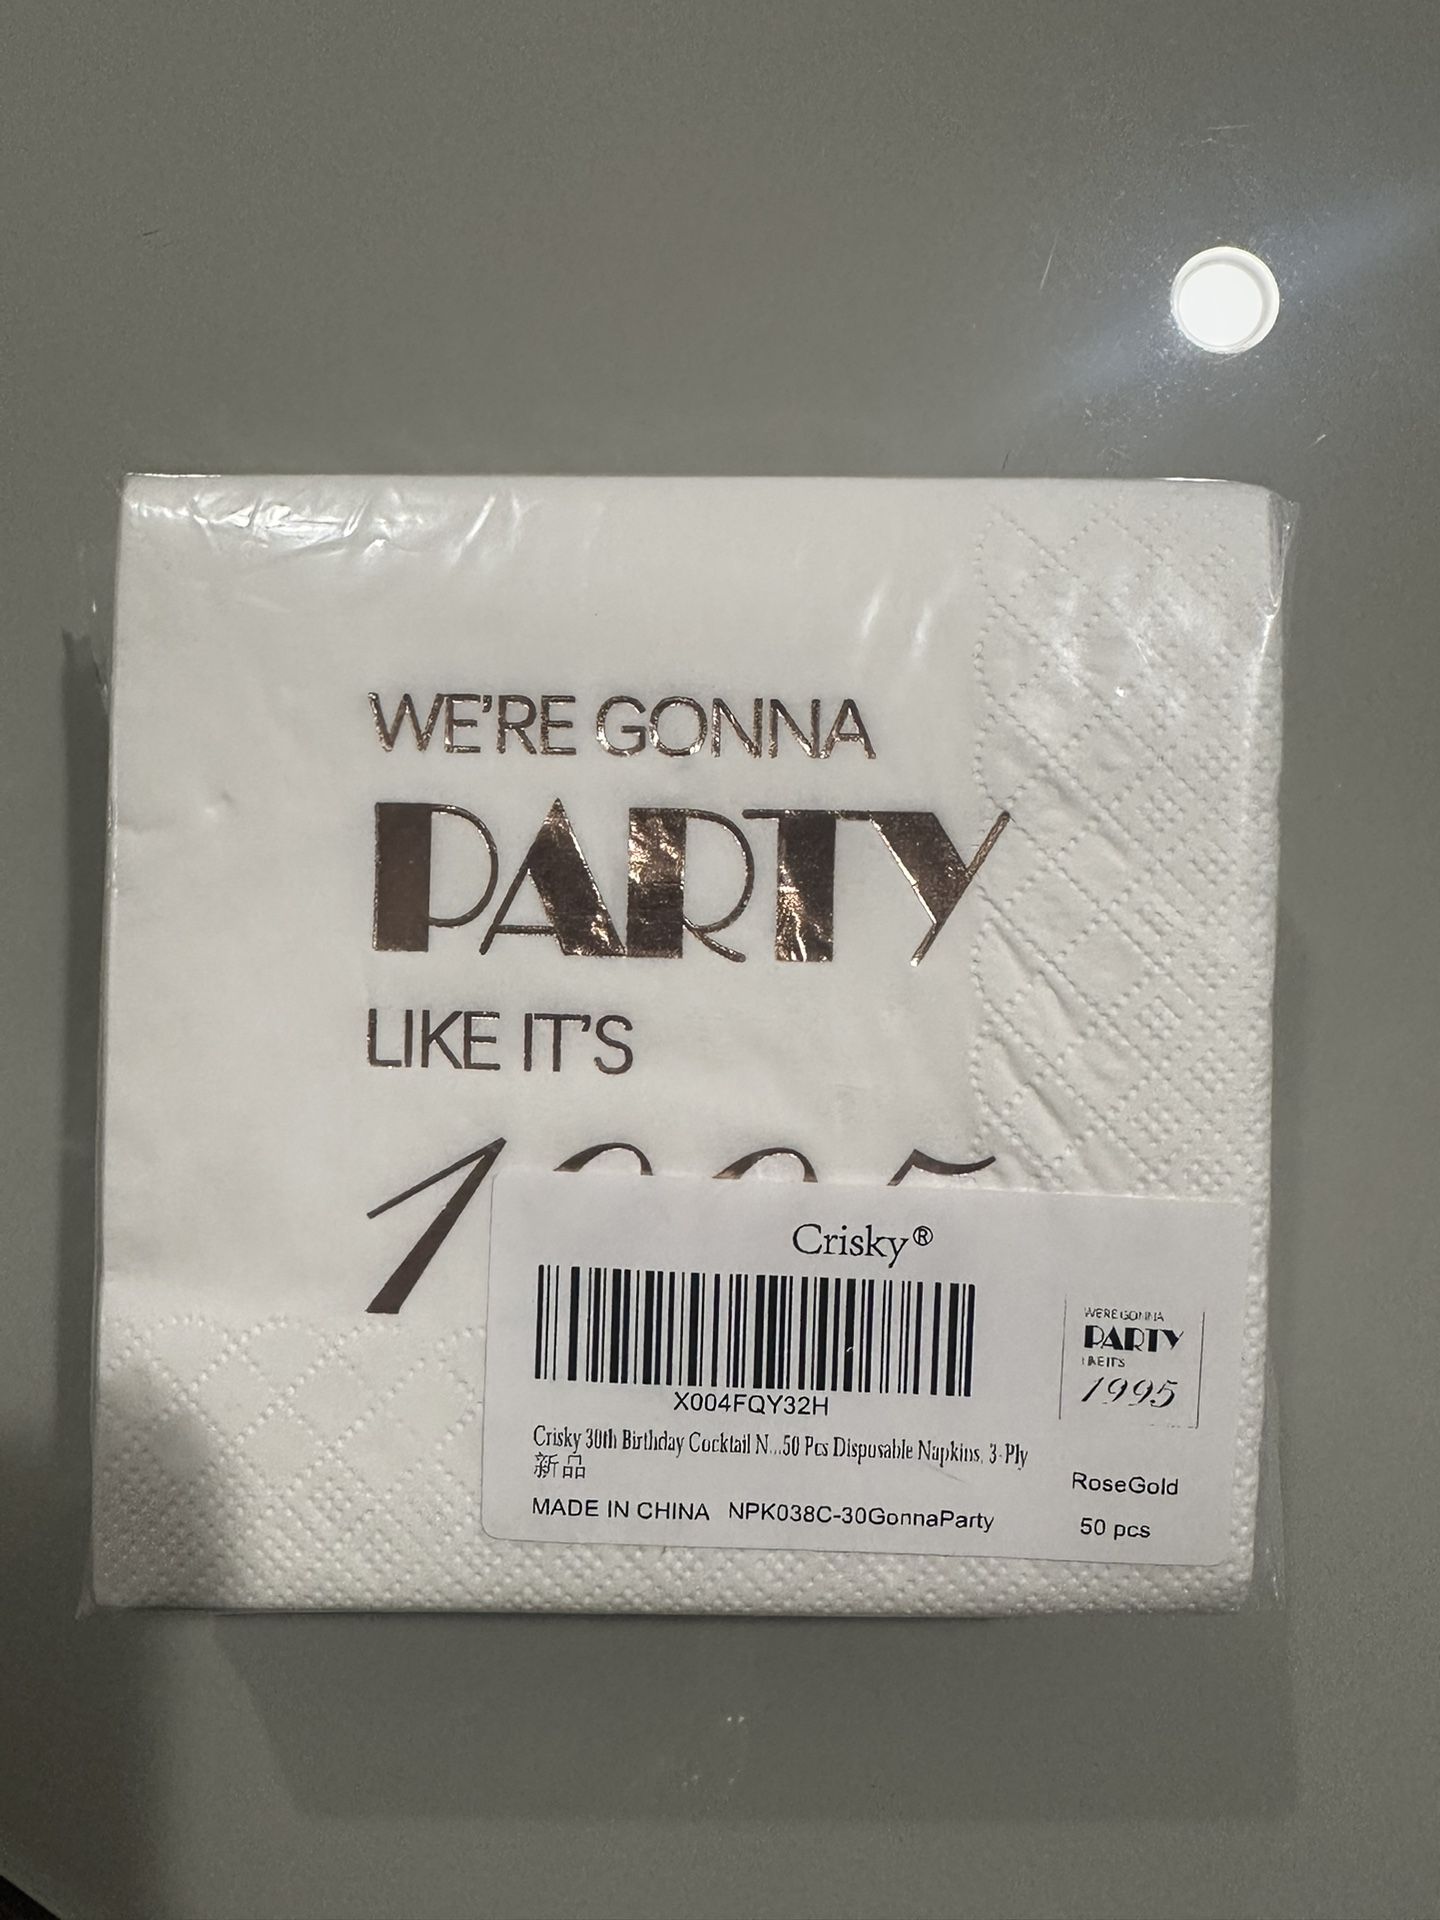 WE'RE GONNA
PARTY
LIKE IT'S
1995
Crisky®
X004FQY32H
Crisky 30th Birthday Cocktail N...50 Pcs Disposable Napkins, 3-Ply
新品
MADE IN CHINA NPK038C-30GonnaParty
WE'RE GONNA
PARTY
LIKE IT'S
1995
RoseGold
50 pcs